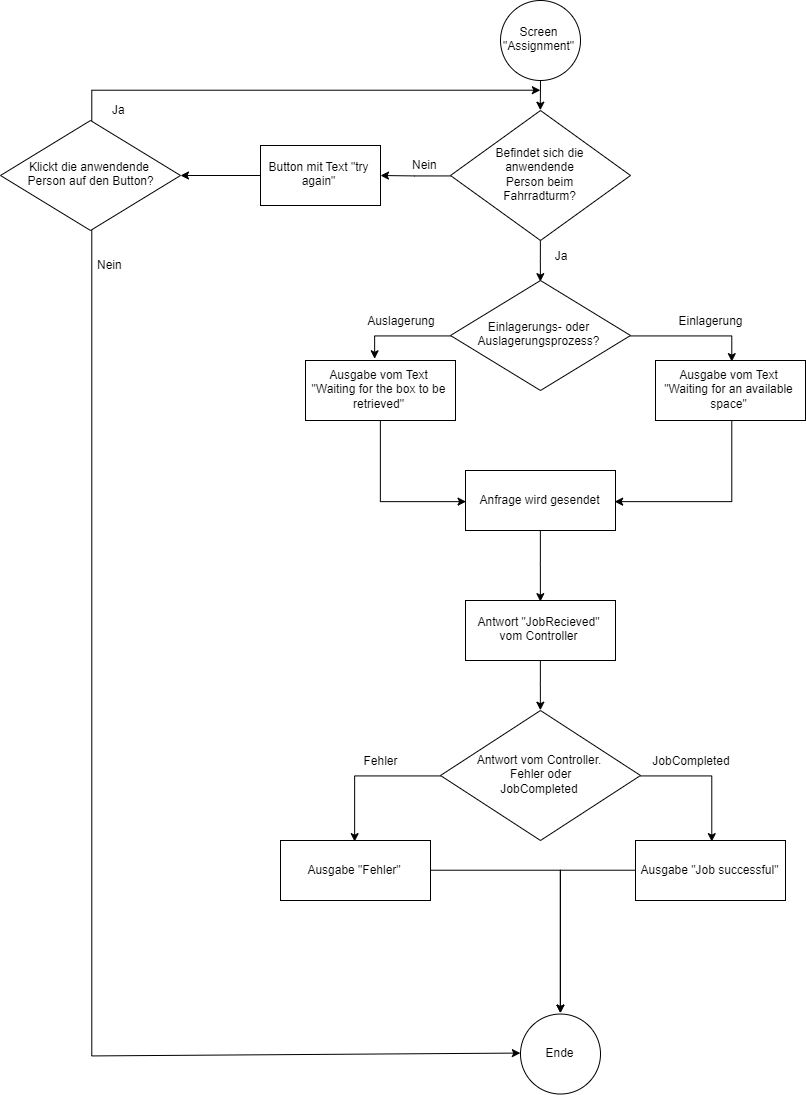 Screen
"Assignment"
Ja
Klickt die anwendende
Person auf den Button?
Button mit Text "try
again"
Nein
Befindet sich die
anwendende
Person beim
Fahrradturm?
Nein
Ja
Auslagerung
Einlagerungs- oder
Auslagerungsprozess?
Einlagerung
Ausgabe vom Text
"Waiting for the box to be
retrieved"
Ausgabe vom Text
"Waiting for an available
space"
Anfrage wird gesendet
Antwort "JobRecieved"
vom Controller
Fehler
Antwort vom Controller.
Fehler oder
JobCompleted
JobCompleted
Ausgabe "Fehler"
Ausgabe "Job successful"
Ende